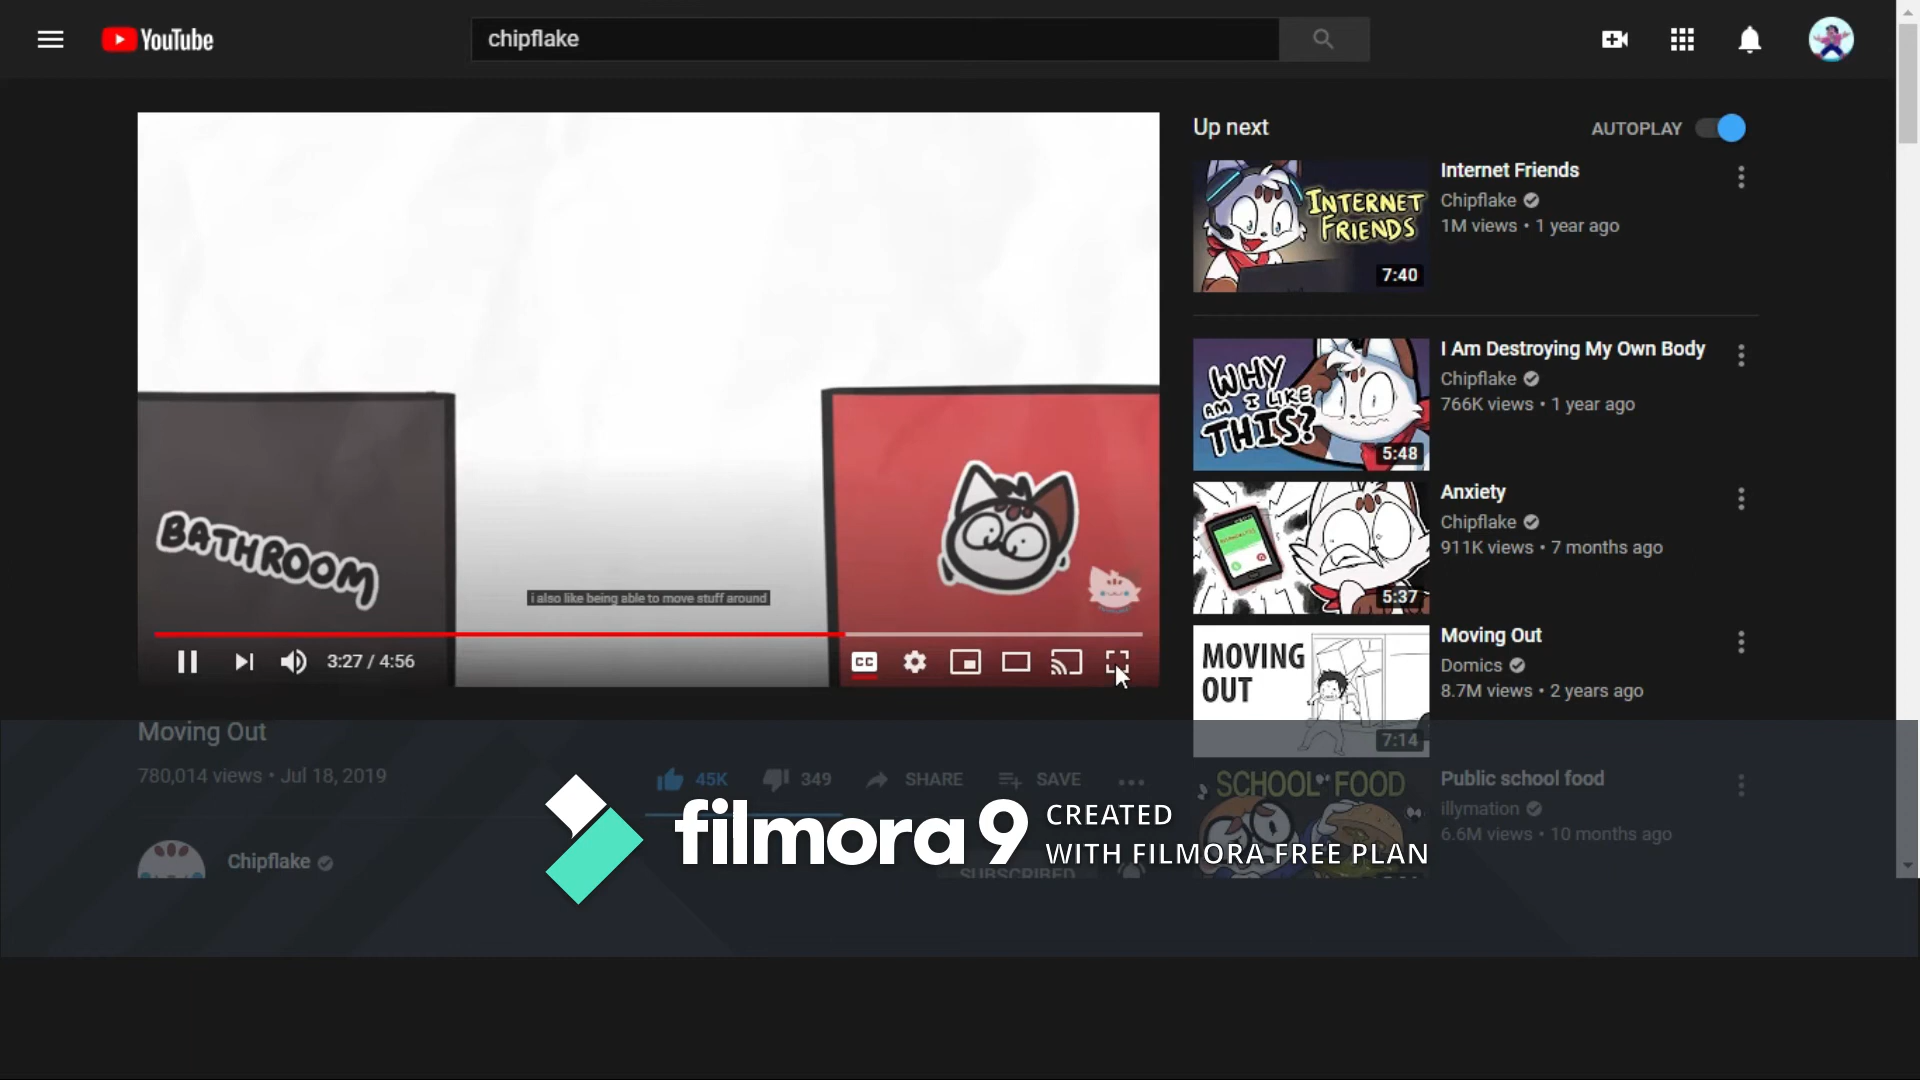 YouTube
chipflake
BATHROOM
i also like being able to move stuff around
3:27 / 4:56
CC
Moving Out
780,014 views • Jul 18, 2019
45K
349
SHARE
SAVE
Chipflake
SUBSCRIBED
filmora9
CREATED
WITH FILMORA FREE PLAN
Up next
AUTOPLAY
INTERNET
FRIENDS
7:40
Internet Friends
Chipflake
1M views • 1 year ago
WHY
AM I LIKE
THIS?
5:48
I Am Destroying My Own Body
Chipflake
766K views • 1 year ago
5:37
Anxiety
Chipflake
911K views • 7 months ago
MOVING
OUT
7:14
Moving Out
Domics
8.7M views • 2 years ago
SCHOOL FOOD
Public school food
illymation
6.6M views • 10 months ago